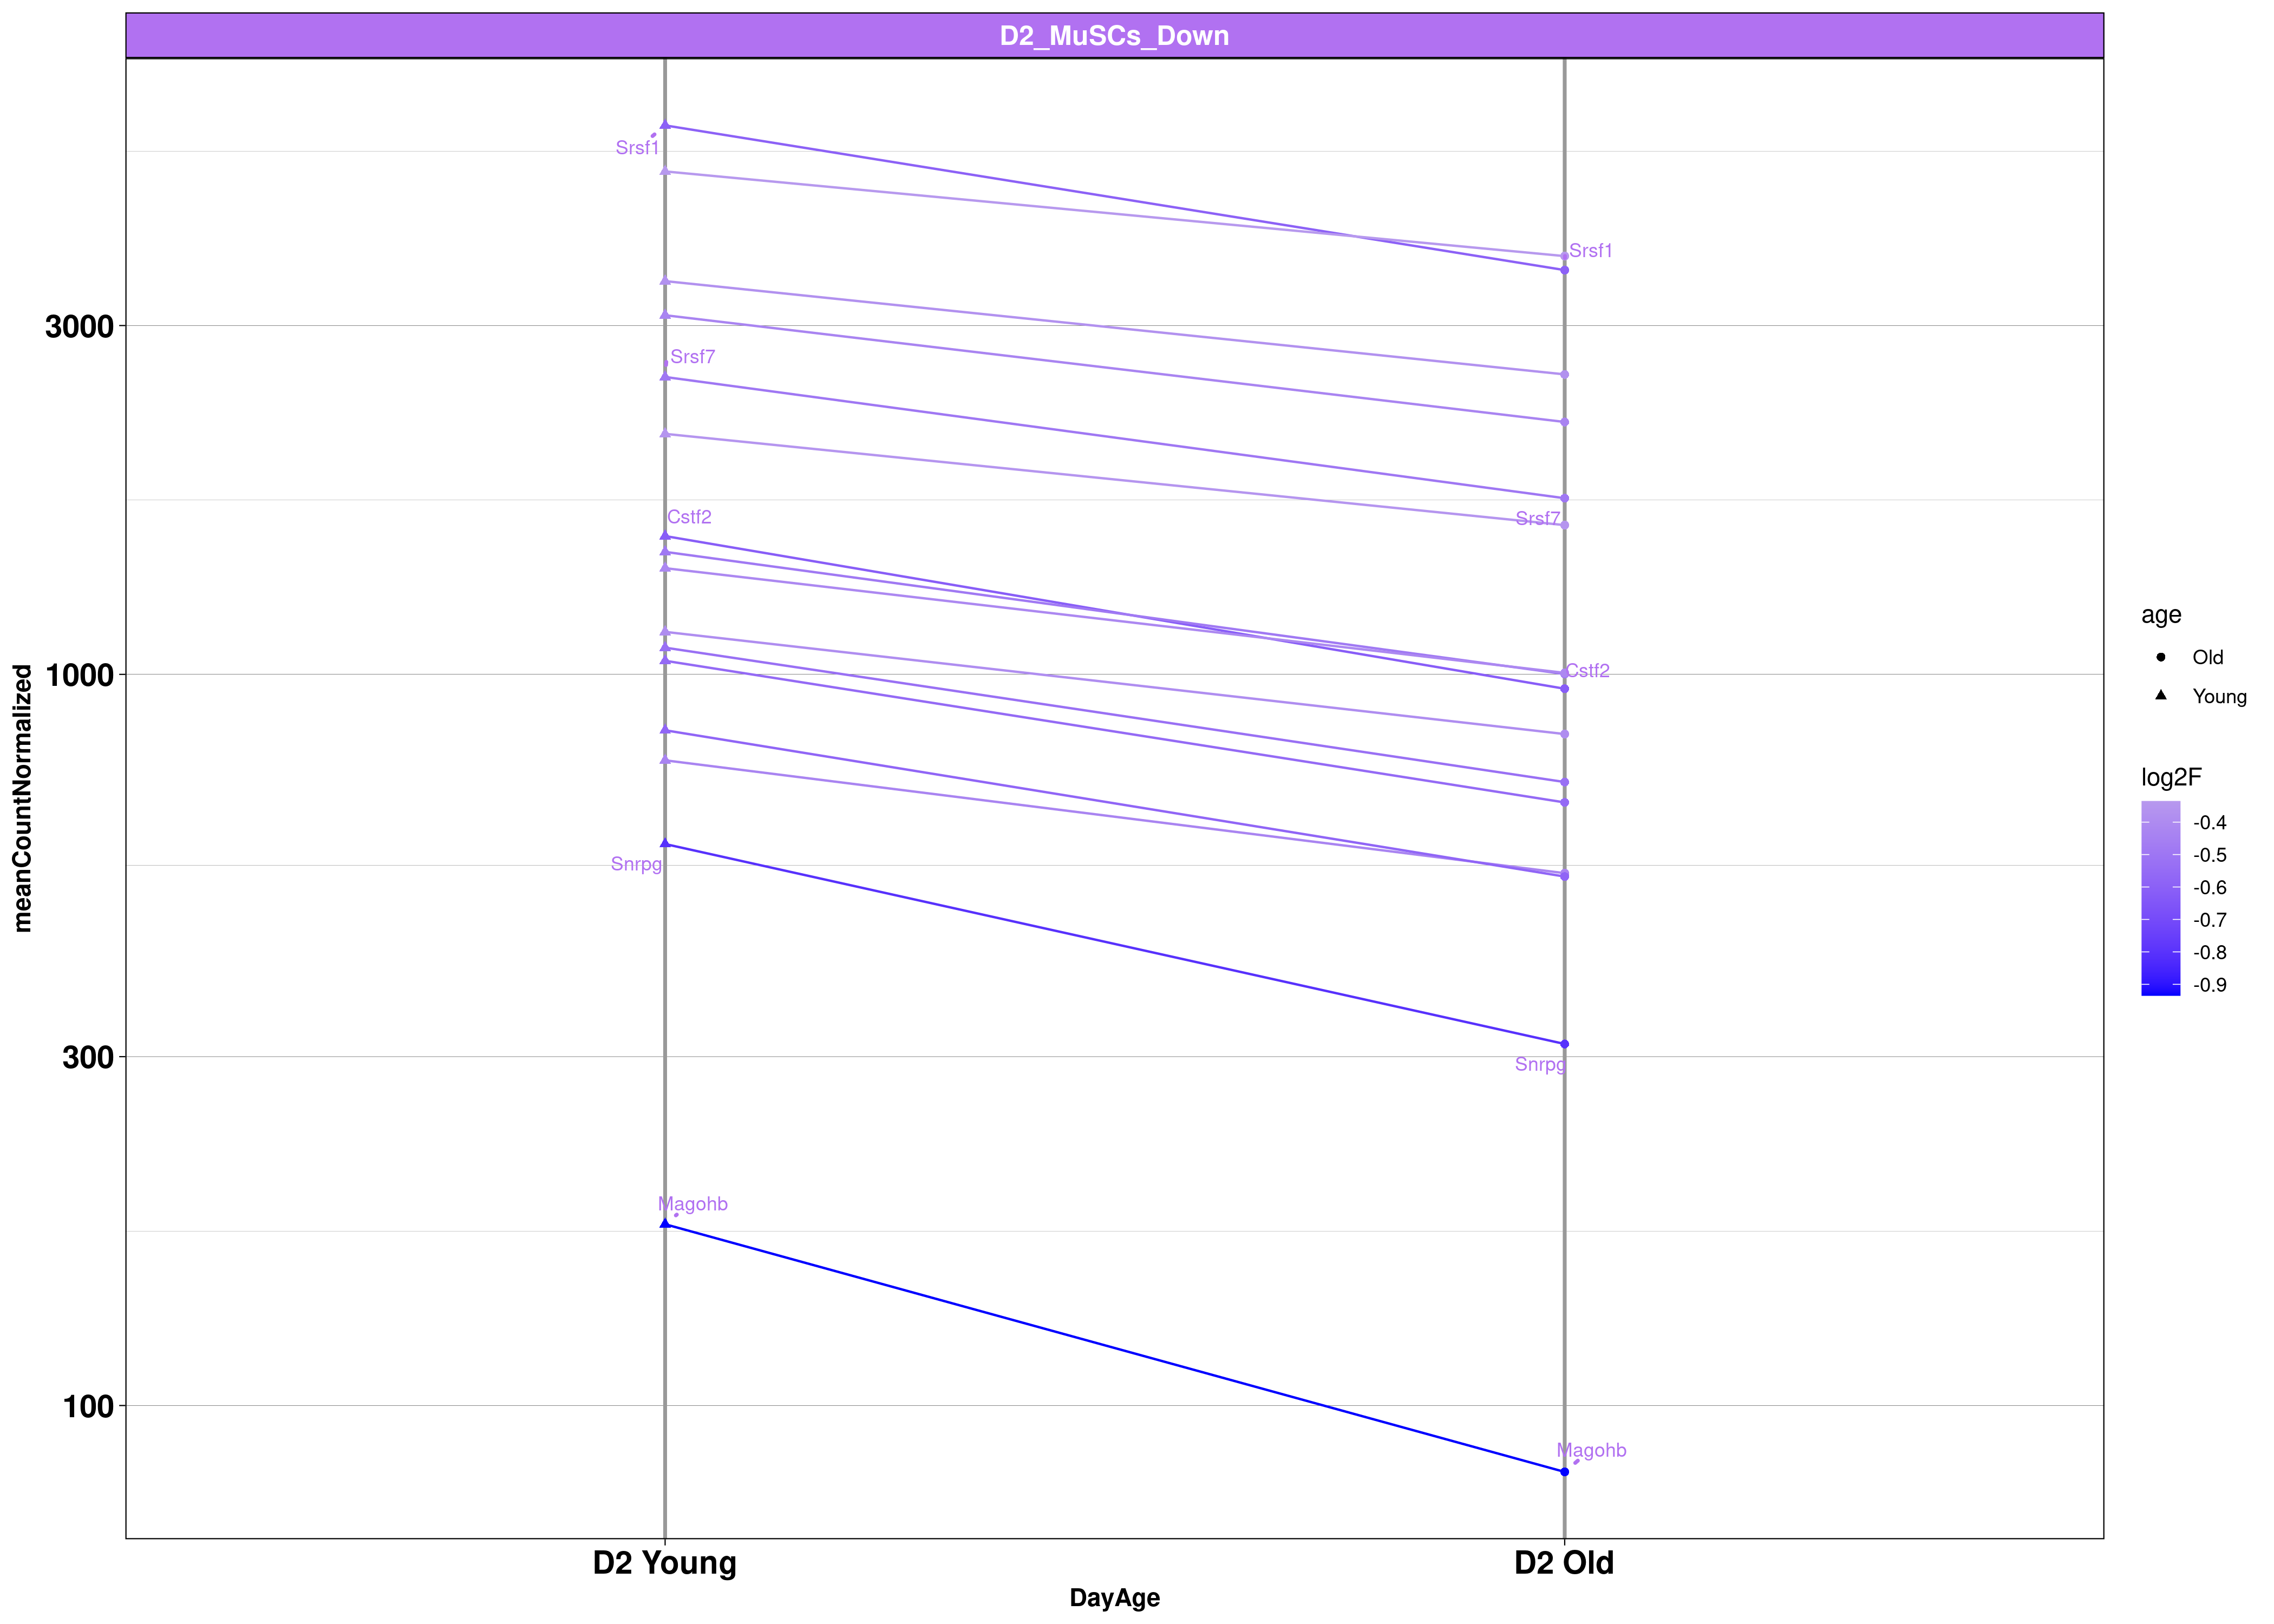 D2_MuSCs_Down
Srsf1
Srsf1
3000
Srsf7
Srsf7
Cstf2
Cstf2
1000
Snrpg
300
Snrpg
Magohb
100
Magohb
meanCountNormalized
D2 Young
D2 Old
DayAge
age
Old
Young
log2F
-0.4
-0.5
-0.6
-0.7
-0.8
-0.9